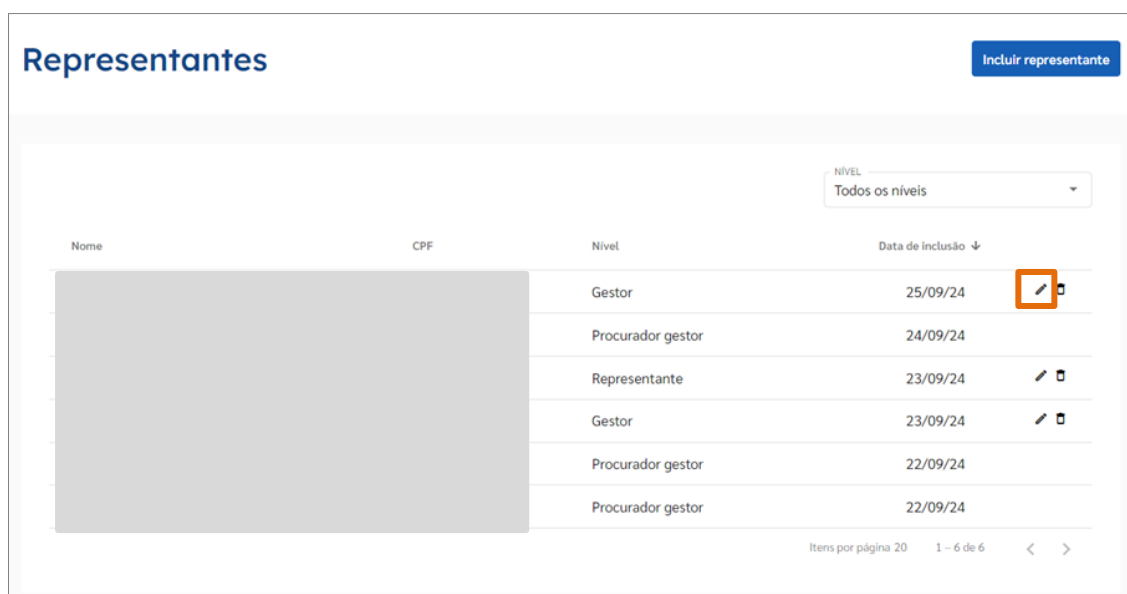 Representantes
Incluir representante
NÍVEL
Todos os níveis
Nome CPF Nível Data de inclusão
Gestor 25/09/24
Procurador gestor 24/09/24
Representante 23/09/24
Gestor 23/09/24
Procurador gestor 22/09/24
Procurador gestor 22/09/24
Itens por página 20 1 – 6 de 6